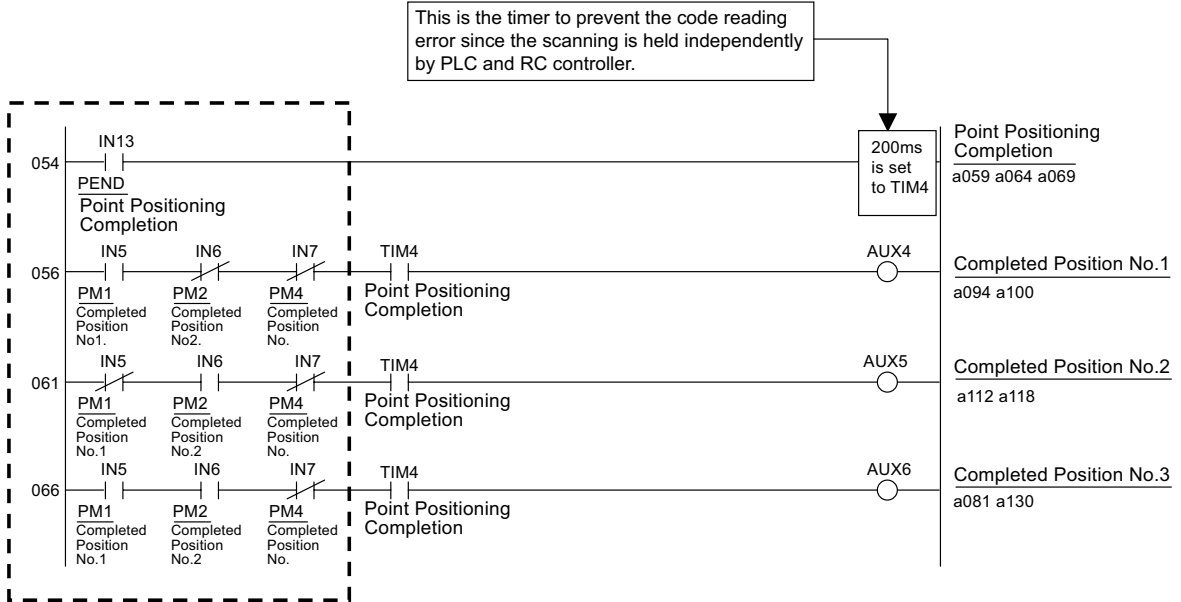 This is the timer to prevent the code reading
error since the scanning is held independently
by PLC and RC controller.
IN13
054
PEND
Point Positioning
Completion
200ms
is set
to TIM4
Point Positioning
Completion
a059 a064 a069
IN5 IN6 IN7 TIM4 AUX4
056
PM1 PM2 PM4
Completed Completed Completed
Position Position Position
No1. No2. No.
Point Positioning
Completion
Completed Position No.1
a094 a100
IN5 IN6 IN7 TIM4 AUX5
061
PM1 PM2 PM4
Completed Completed Completed
Position Position Position
No.1 No.2 No.
Point Positioning
Completion
Completed Position No.2
a112 a118
IN5 IN6 IN7 TIM4 AUX6
066
PM1 PM2 PM4
Completed Completed Completed
Position Position Position
No.1 No.2 No.
Point Positioning
Completion
Completed Position No.3
a081 a130